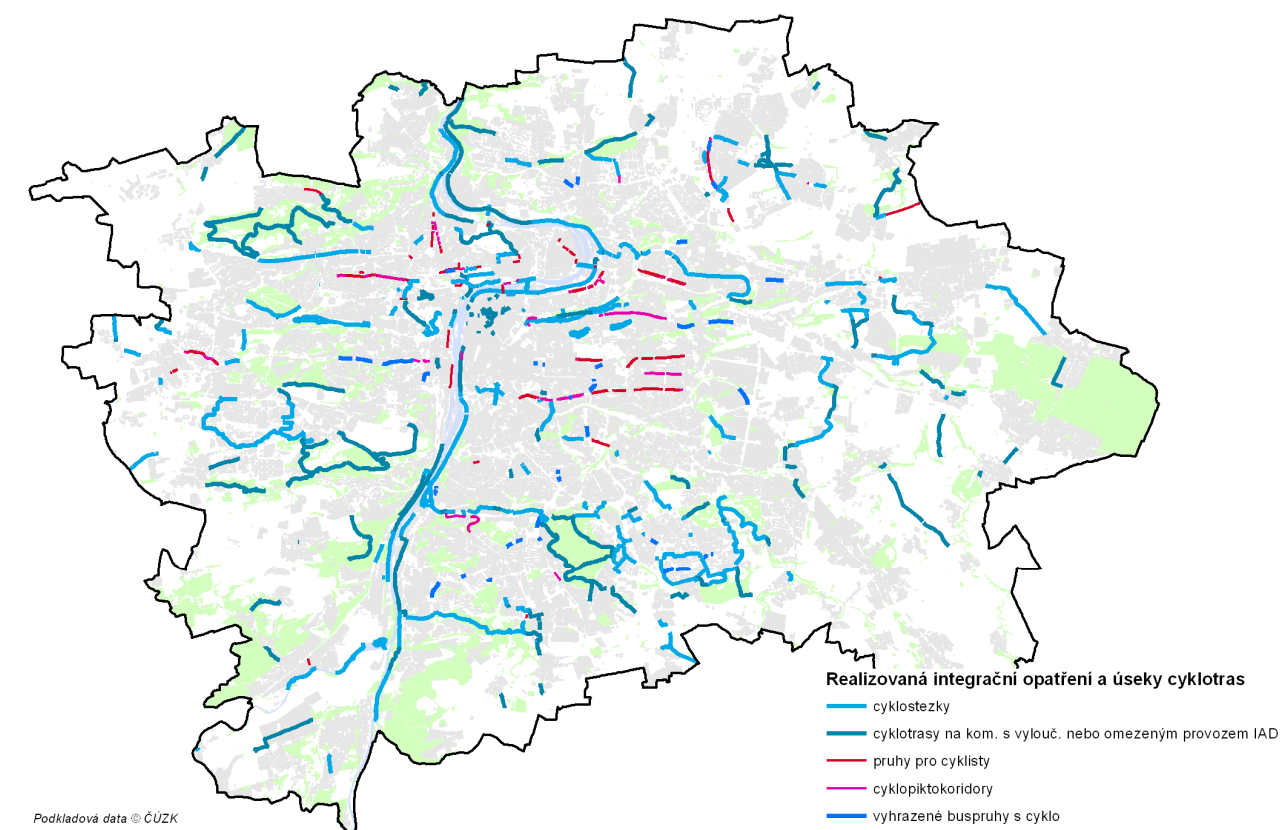 Realizovaná integrační opatření a úseky cyklotras
cyklostezky
cyklotrasy na kom. s vylouč. nebo omezeným provozem IAD
pruhy pro cyklisty
cyklopiktokoridory
vyhrazené buspruhy s cyklo
Podkladová data © ČÚZK